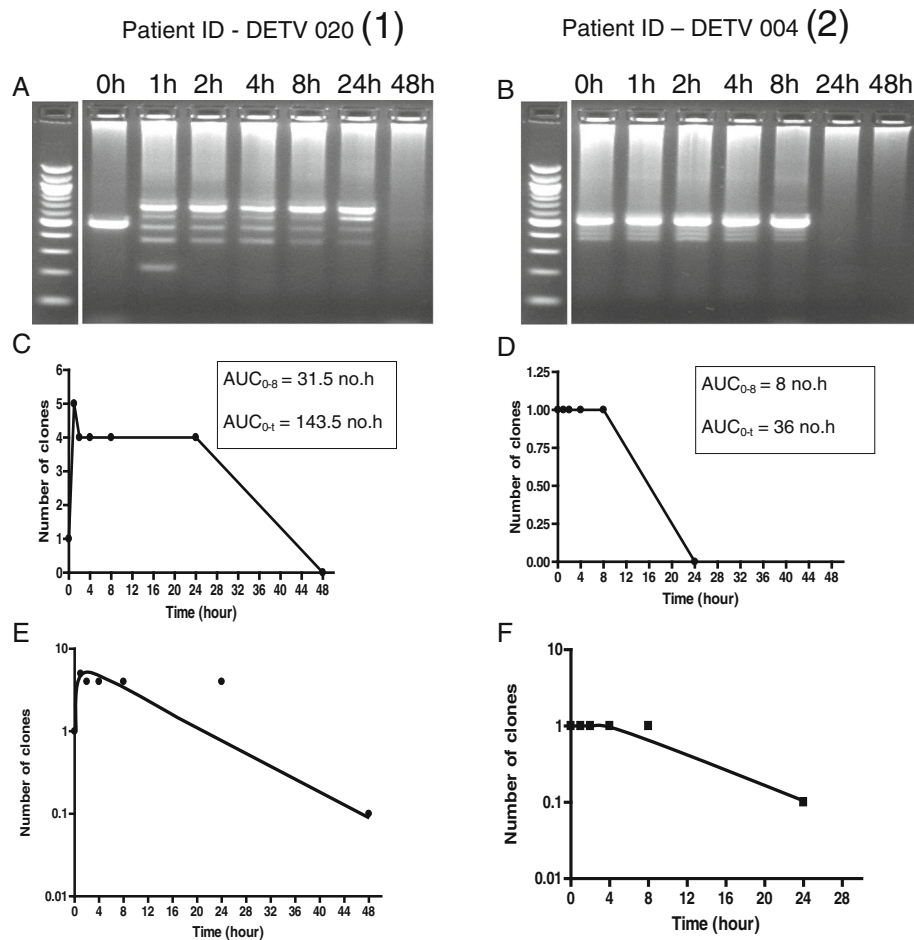 Patient ID - DETV 020 (1)
Patient ID – DETV 004 (2)
A
0h 1h 2h 4h 8h 24h 48h
B
0h 1h 2h 4h 8h 24h 48h
C
Number of clones
6
5
4
3
2
1
0
AUC0-8 = 31.5 no.h
AUC0-t = 143.5 no.h
0 4 8 12 16 20 24 28 32 36 40 44 48
Time (hour)
D
Number of clones
1.25
1.00
0.75
0.50
0.25
0.00
AUC0-8 = 8 no.h
AUC0-t = 36 no.h
0 4 8 12 16 20 24 28 32 36 40 44 48
Time (hour)
E
Number of clones
10
1
0.1
0.01
0 4 8 12 16 20 24 28 32 36 40 44 48
Time (hour)
F
Number of clones
10
1
0.1
0.01
0 4 8 12 16 20 24 28
Time (hour)